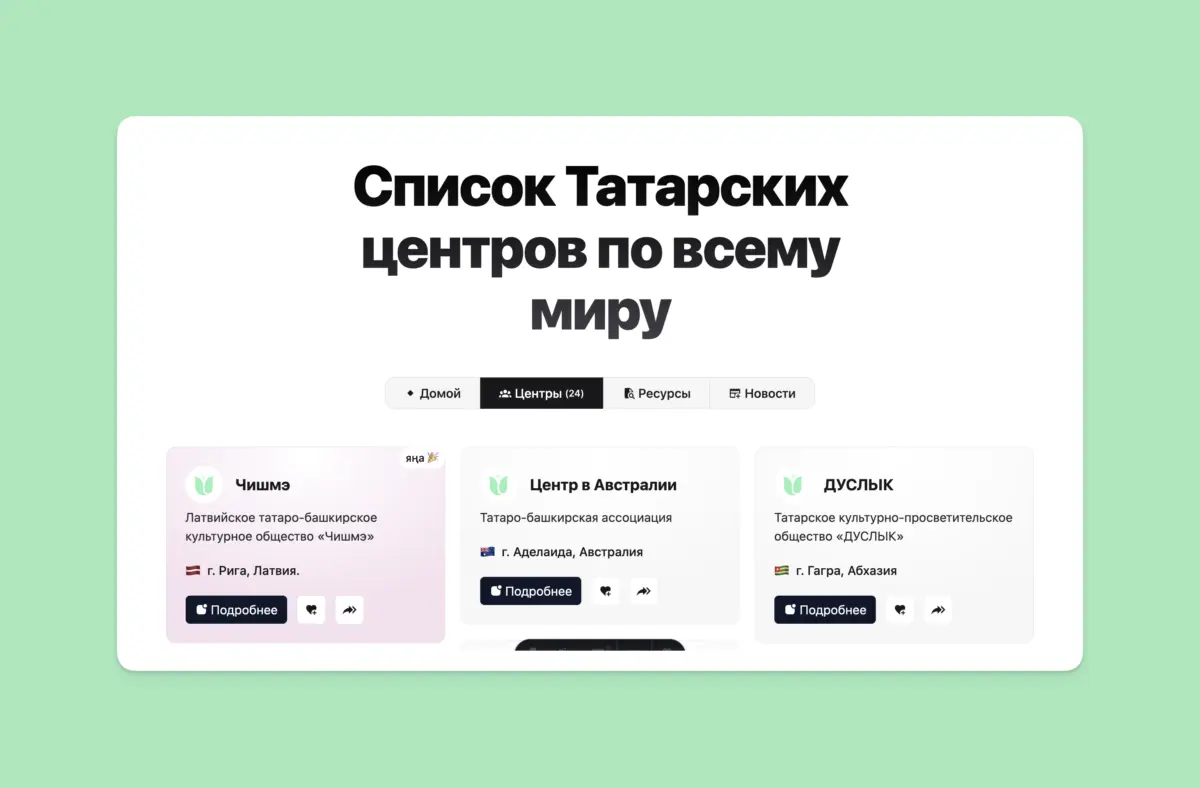 Список Татарских
центров по всему
миру
Домой
Центры (24)
Ресурсы
Новости
яңа 🎉
Чишмэ
Латвийское татаро-башкирское
культурное общество «Чишмэ»
🇱🇻 г. Рига, Латвия.
Подробнее
Центр в Австралии
Татаро-башкирская ассоциация
🇦🇺 г. Аделаида, Австралия
Подробнее
ДУСЛЫК
Татарское культурно-просветительское
общество «ДУСЛЫК»
г. Гагра, Абхазия
Подробнее